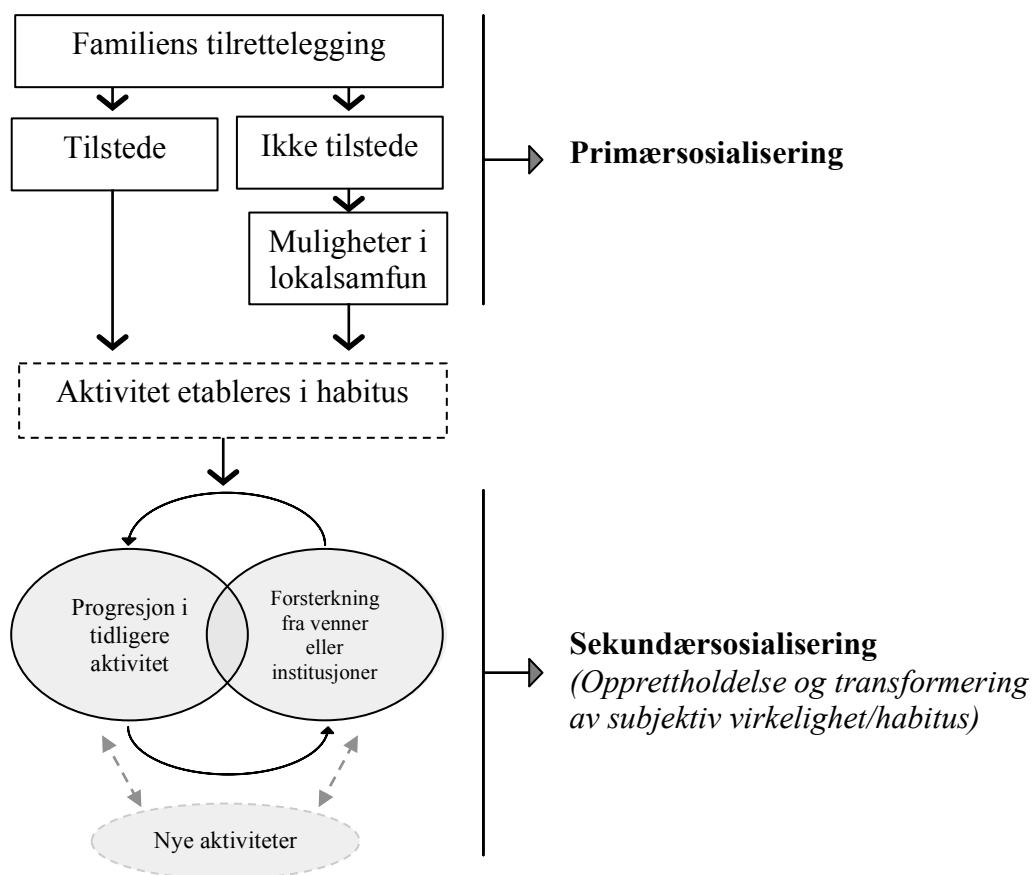 Familiens tilrettelegging
Tilstede
Ikke tilstede
Primærsosialisering
Muligheter i
lokalsamfun
Aktivitet etableres i habitus
Progresjon i
tidligere
aktivitet
Forsterkning
fra venner
eller
institusjoner
Sekundærsosialisering
(Opprettholdelse og transformering
av subjektiv virkelighet/habitus)
Nye aktiviteter